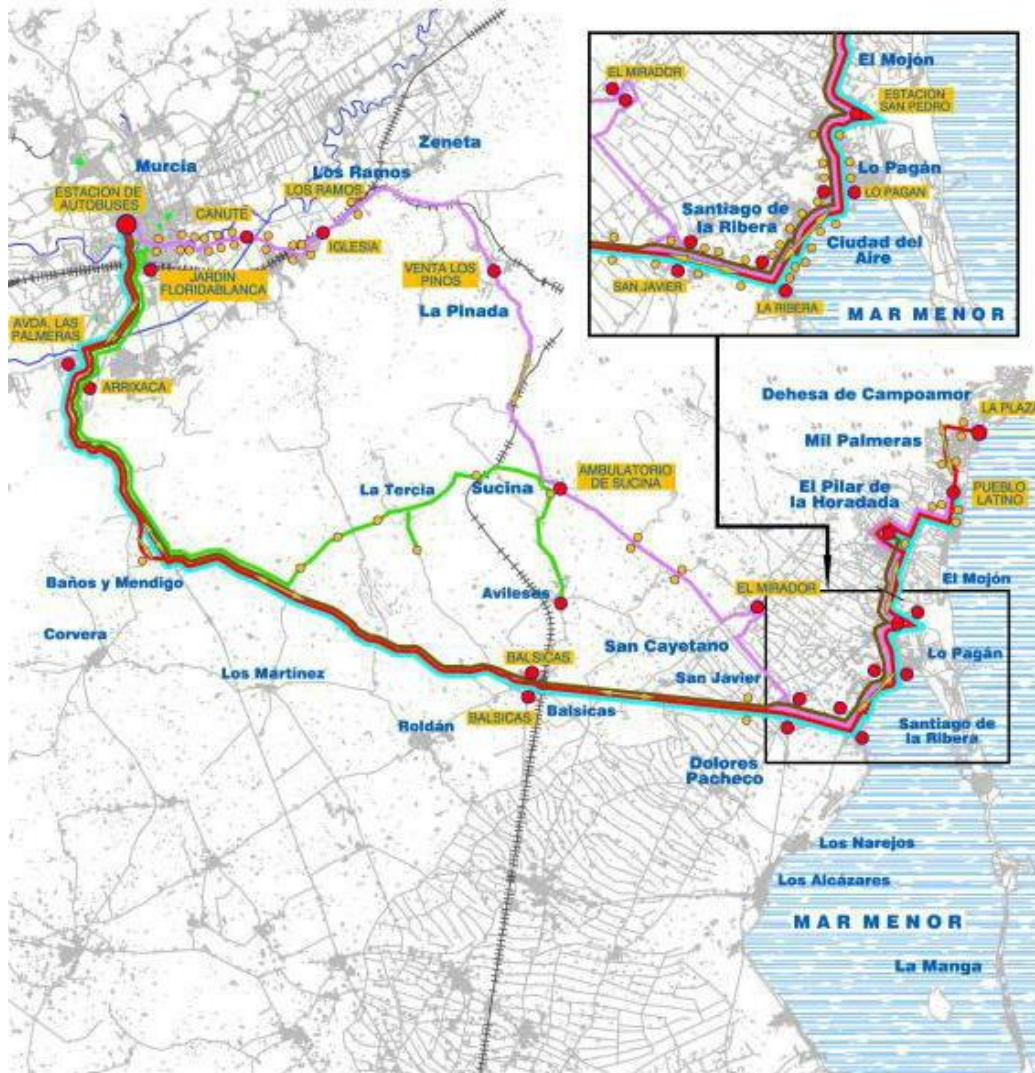 El Mojón
EL MIRADOR
ESTACIÓN
SAN PEDRO
Lo Pagán
LO PAGAN
Santiago de
la Ribera
Ciudad del
Aire
SAN JAVIER
LA RIBERA
MAR MENOR
Zeneta
Murcia
Los Ramos
ESTACIÓN DE
AUTOBUSES
CANUTE
LOS RAMOS
IGLESIA
JARDÍN
FLORIDABLANCA
VENTA LOS
PINOS
La Pinada
AVDA. LAS
PALMERAS
ARRIXACA
Dehesa de Campoamor
LA PLAZA
Mil Palmeras
El Pilar de
la Horadada
PUEBLO
LATINO
La Tercia
Sucina
AMBULATORIO
DE SUCINA
El Mojón
Baños y Mendigo
Avileses
EL MIRADOR
Corvera
San Cayetano
Lo Pagán
Los Martínez
BALSICAS
San Javier
BALSICAS
Balsicas
Roldán
Santiago de
la Ribera
Dolores
Pacheco
Los Narejos
Los Alcázares
MAR MENOR
La Manga